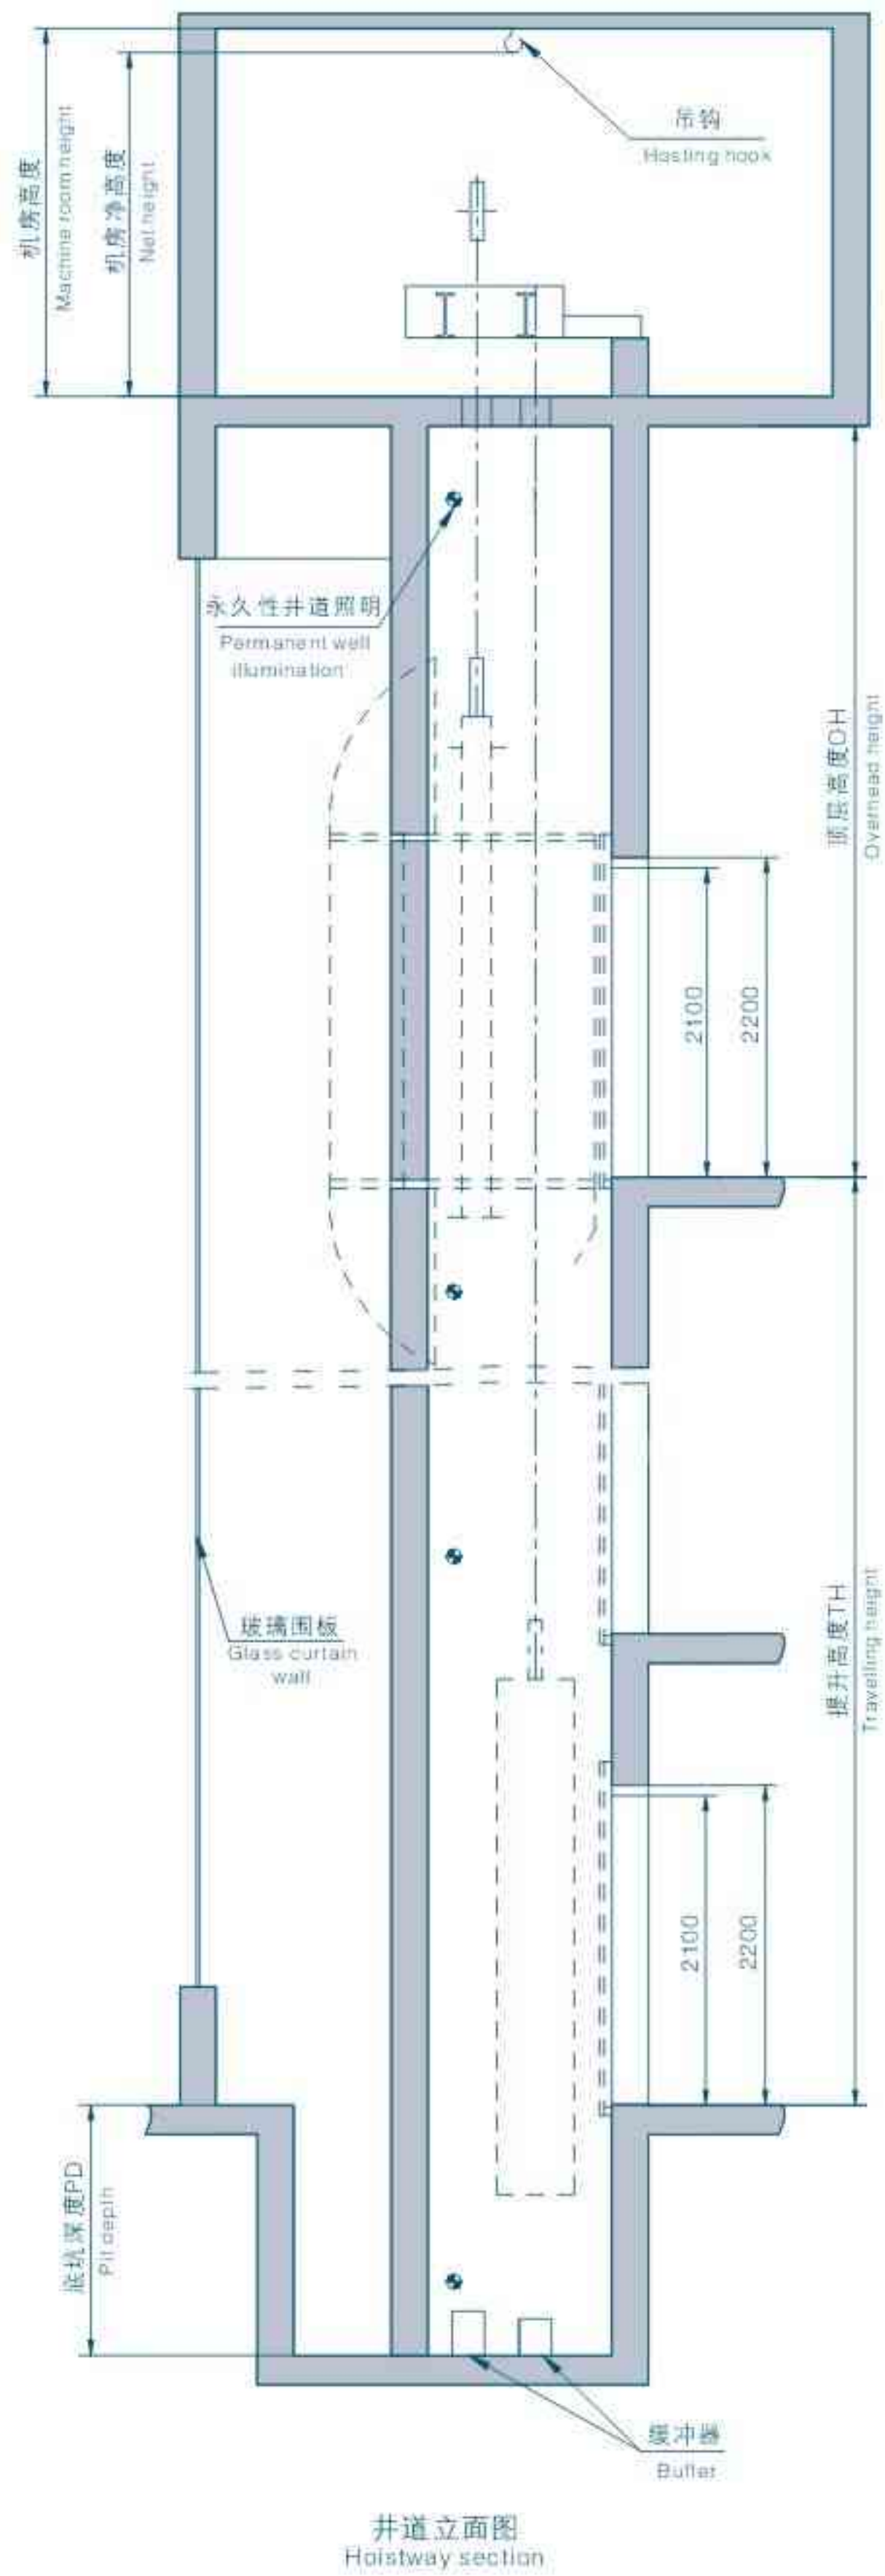 吊钩
Hosting hook
机房高度
Machine room height
机房净高度
Net height
永久性井道照明
Permanent well
illumination
顶层高度OH
Overhead height
2100
2200
玻璃围板
Glass curtain
wall
提升高度TH
Travelling height
2100
2200
底坑深度PD
Pit depth
缓冲器
Buffer
井道立面图
Hoistway section